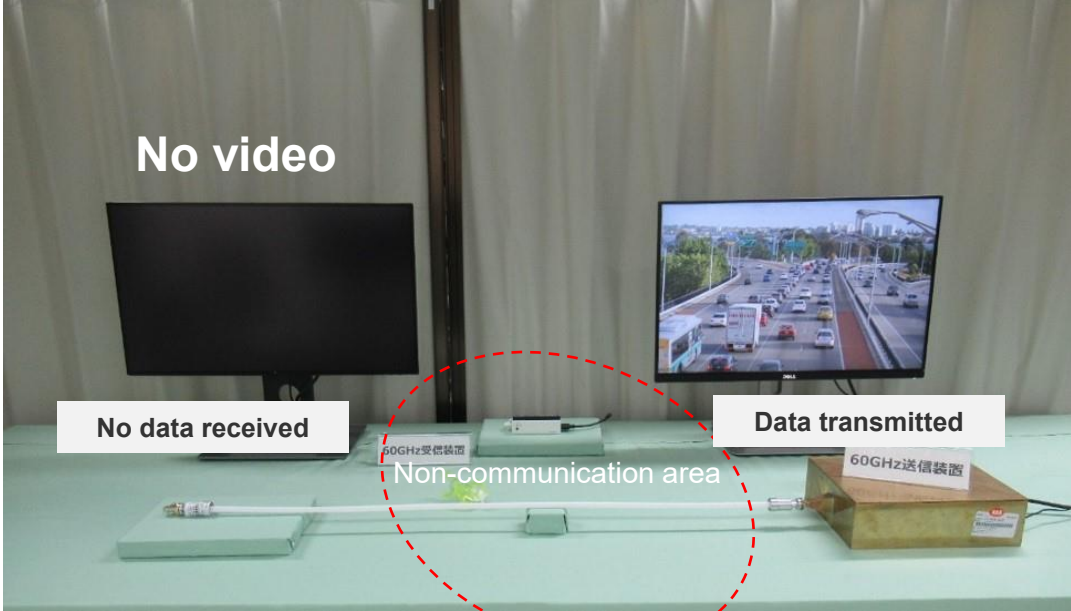 No video
DELL
No data received
Data transmitted
60GHz受信装置
60GHz送信装置
Non-communication area